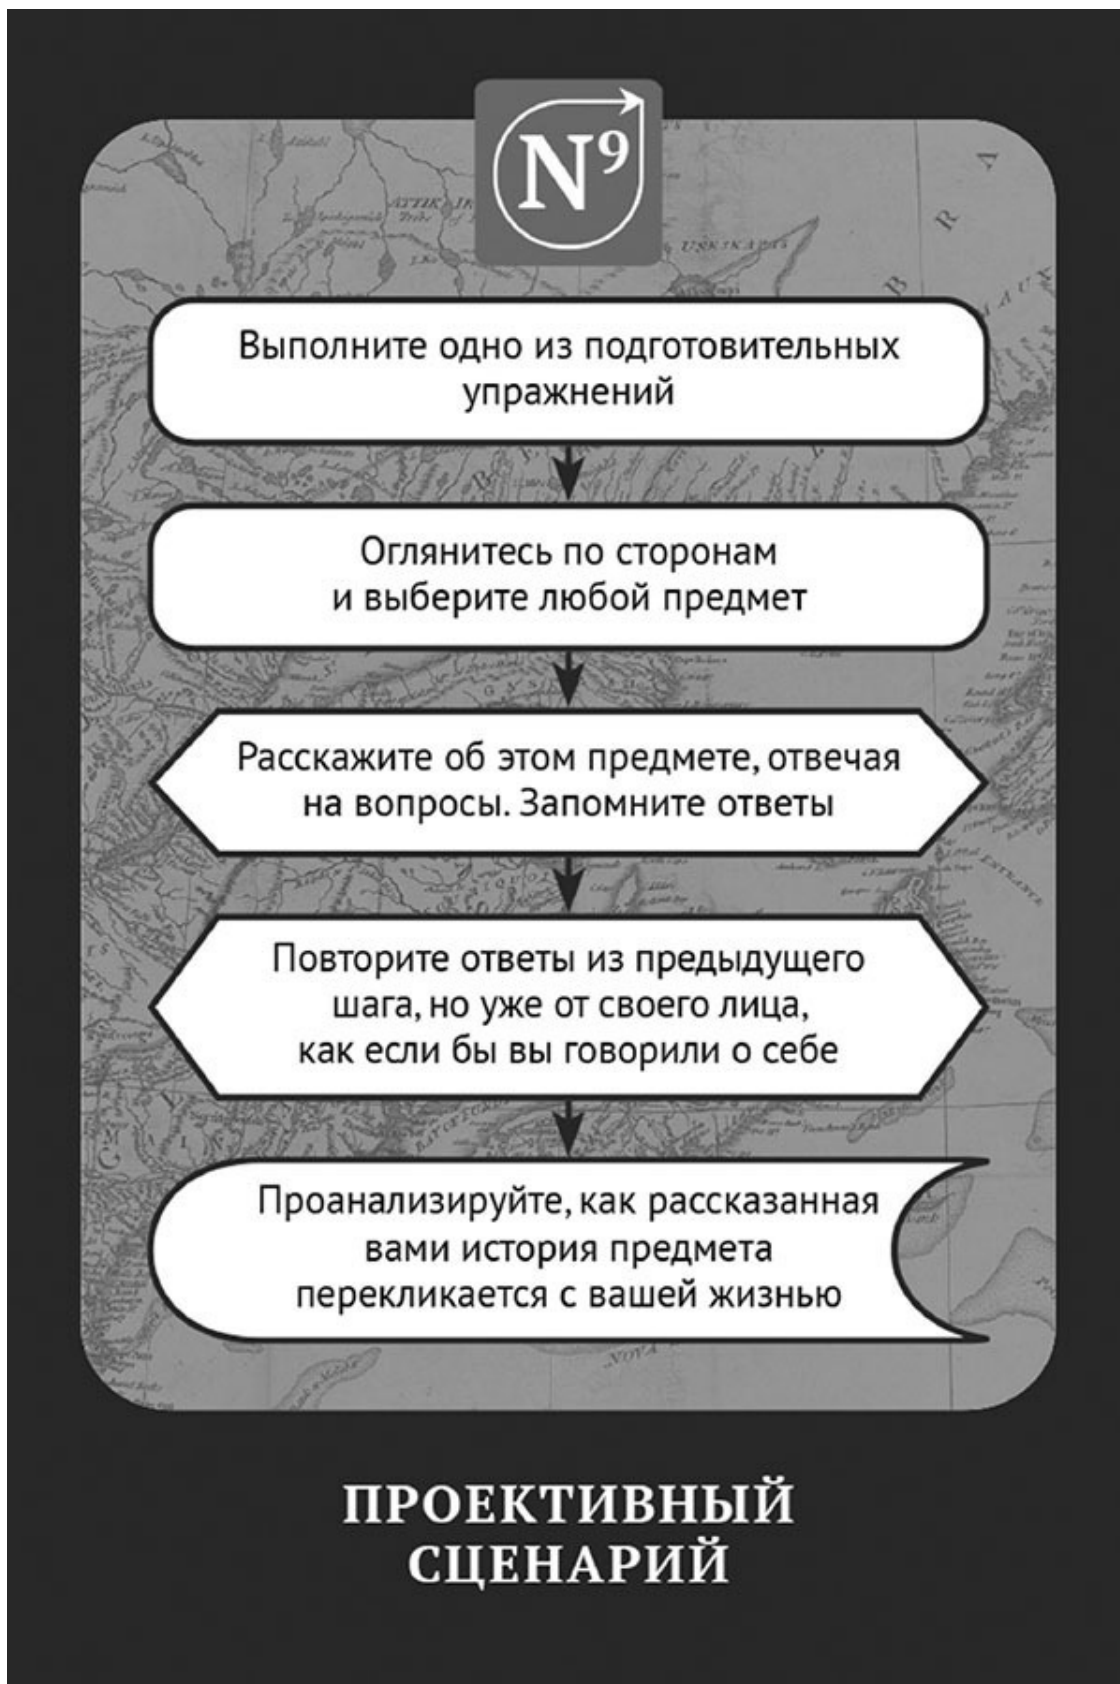 N⁹
Выполните одно из подготовительных
упражнений
Оглянитесь по сторонам
и выберите любой предмет
Расскажите об этом предмете, отвечая
на вопросы. Запомните ответы
Повторите ответы из предыдущего
шага, но уже от своего лица,
как если бы вы говорили о себе
Проанализируйте, как рассказанная
вами история предмета
перекликается с вашей жизнью
ПРОЕКТИВНЫЙ
СЦЕНАРИЙ